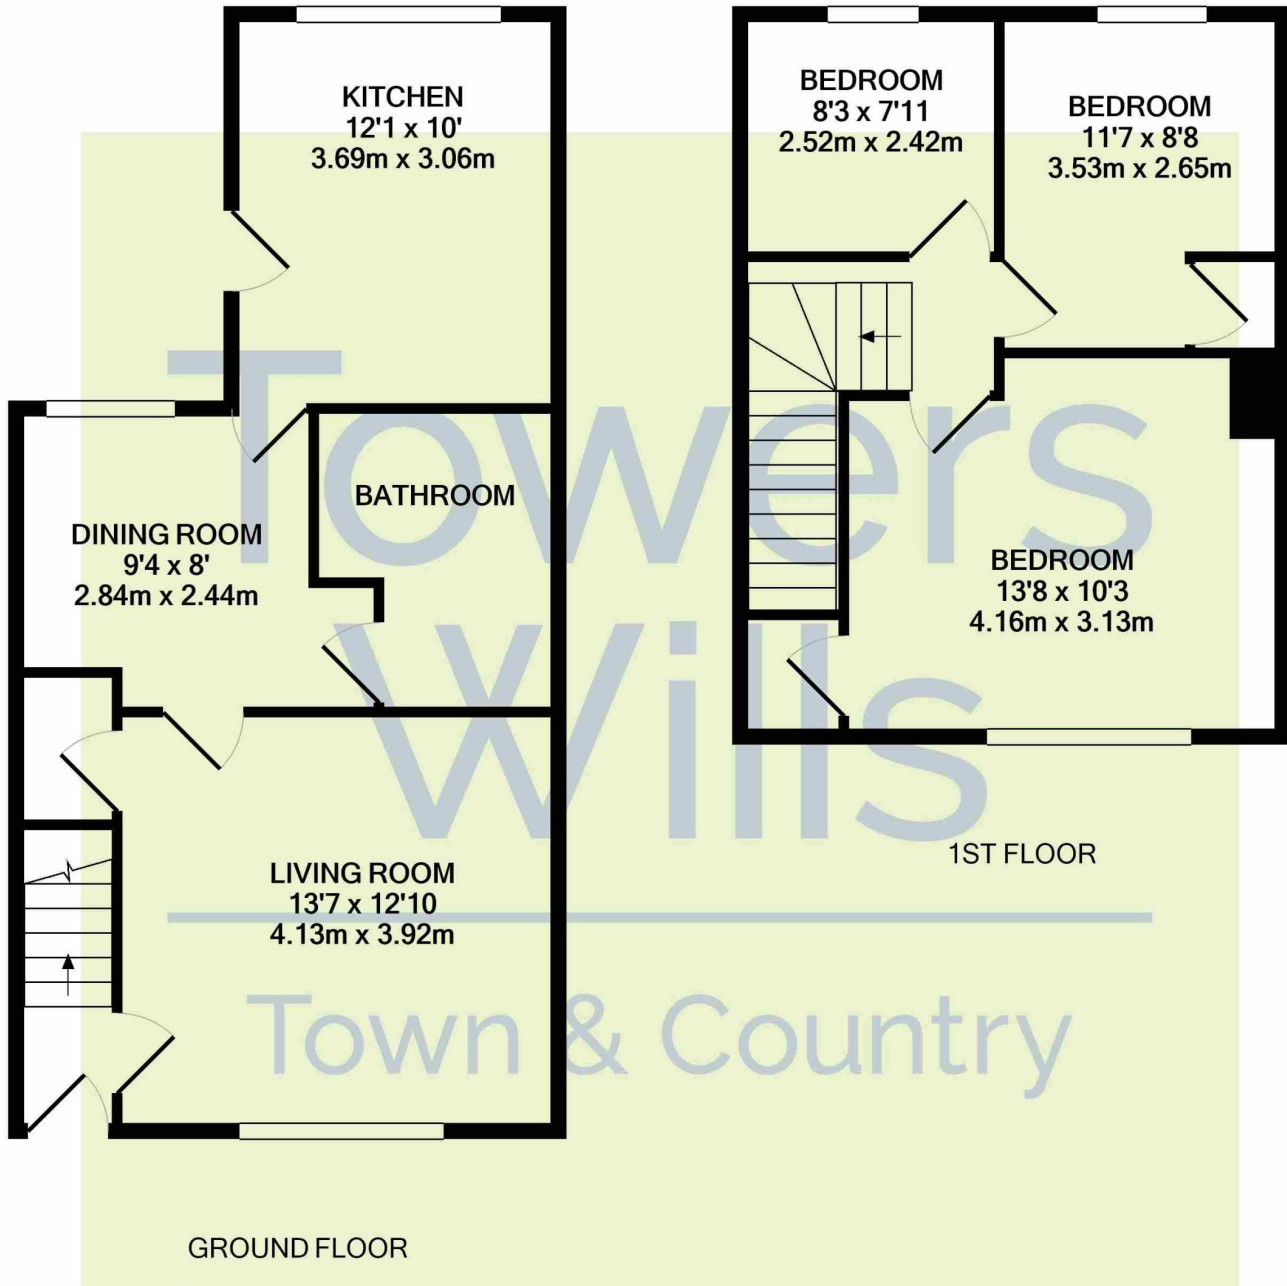 KITCHEN
12'1 x 10'
3.69m x 3.06m
BATHROOM
DINING ROOM
9'4 x 8'
2.84m x 2.44m
LIVING ROOM
13'7 x 12'10
4.13m x 3.92m
GROUND FLOOR
BEDROOM
8'3 x 7'11
2.52m x 2.42m
BEDROOM
11'7 x 8'8
3.53m x 2.65m
BEDROOM
13'8 x 10'3
4.16m x 3.13m
1ST FLOOR
Towers
Wills
Town & Country